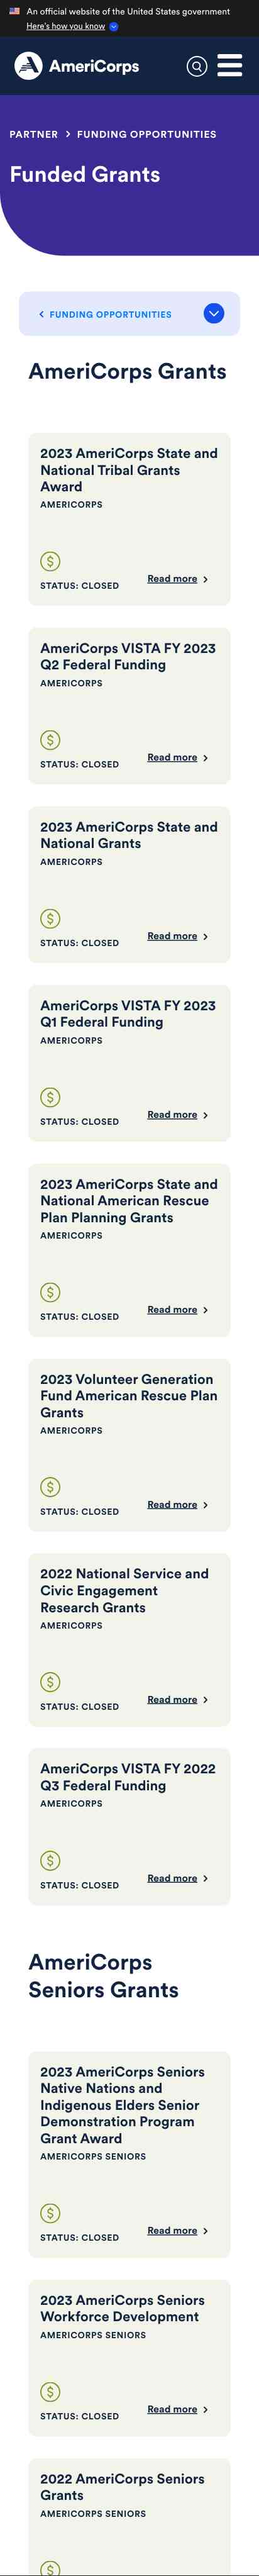 An official website of the United States government
Here's how you know
AmeriCorps
PARTNER > FUNDING OPPORTUNITIES
Funded Grants
< FUNDING OPPORTUNITIES
AmeriCorps Grants
2023 AmeriCorps State and
National Tribal Grants
Award
AMERICORPS
$
Read more >
STATUS: CLOSED
AmeriCorps VISTA FY 2023
Q2 Federal Funding
AMERICORPS
$
Read more >
STATUS: CLOSED
2023 AmeriCorps State and
National Grants
AMERICORPS
$
Read more >
STATUS: CLOSED
AmeriCorps VISTA FY 2023
Q1 Federal Funding
AMERICORPS
$
Read more >
STATUS: CLOSED
2023 AmeriCorps State and
National American Rescue
Plan Planning Grants
AMERICORPS
$
Read more >
STATUS: CLOSED
2023 Volunteer Generation
Fund American Rescue Plan
Grants
AMERICORPS
$
Read more >
STATUS: CLOSED
2022 National Service and
Civic Engagement
Research Grants
AMERICORPS
$
Read more >
STATUS: CLOSED
AmeriCorps VISTA FY 2022
Q3 Federal Funding
AMERICORPS
$
Read more >
STATUS: CLOSED
AmeriCorps
Seniors Grants
2023 AmeriCorps Seniors
Native Nations and
Indigenous Elders Senior
Demonstration Program
Grant Award
AMERICORPS SENIORS
$
Read more >
STATUS: CLOSED
2023 AmeriCorps Seniors
Workforce Development
AMERICORPS SENIORS
$
Read more >
STATUS: CLOSED
2022 AmeriCorps Seniors
Grants
AMERICORPS SENIORS
$